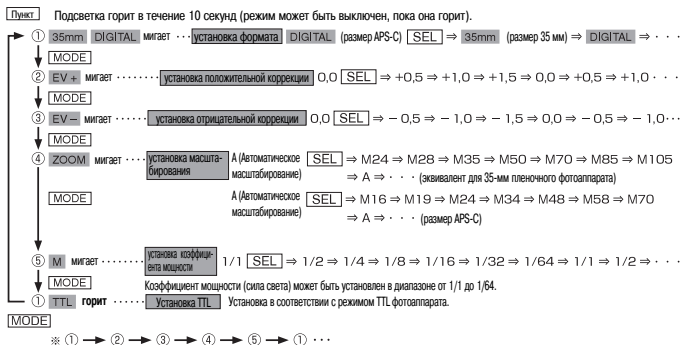 Пункт Подсветка горит в течение 10 секунд (режим может быть выключен, пока она горит).
① 35mm DIGITAL мигает ··· установка формата DIGITAL (размер APS-C) SEL ⇒ 35mm (размер 35 мм) ⇒ DIGITAL ⇒ ···
MODE
② EV + мигает ········ установка положительной коррекции 0,0 SEL ⇒ +0,5 ⇒ +1,0 ⇒ +1,5 ⇒ 0,0 ⇒ +0,5 ⇒ +1,0 ···
MODE
③ EV − мигает ······ установка отрицательной коррекции 0,0 SEL ⇒ − 0,5 ⇒ − 1,0 ⇒ − 1,5 ⇒ 0,0 ⇒ − 0,5 ⇒ − 1,0···
MODE
④ ZOOM мигает ···· установка масшта-бирования А (Автоматическое масштабирование) SEL ⇒ M24 ⇒ M28 ⇒ M35 ⇒ M50 ⇒ M70 ⇒ M85 ⇒ M105
⇒ A ⇒ · · · (эквивалент для 35-мм пленочного фотоаппарата)
MODE А (Автоматическое масштабирование) SEL ⇒ M16 ⇒ M19 ⇒ M24 ⇒ M34 ⇒ M48 ⇒ M58 ⇒ M70
⇒ A ⇒ · · · (размер APS-C)
⑤ M мигает ······ установка коэффици-ента мощности 1/1 SEL ⇒ 1/2 ⇒ 1/4 ⇒ 1/8 ⇒ 1/16 ⇒ 1/32 ⇒ 1/64 ⇒ 1/1 ⇒ 1/2 ⇒ · · ·
MODE Коэффициент мощности (сила света) может быть установлен в диапазоне от 1/1 до 1/64.
① TTL горит ······ Установка TTL Установка в соответствии с режимом TTL фотоаппарата.
MODE
※ ① → ② → ③ → ④ → ⑤ → ① ···